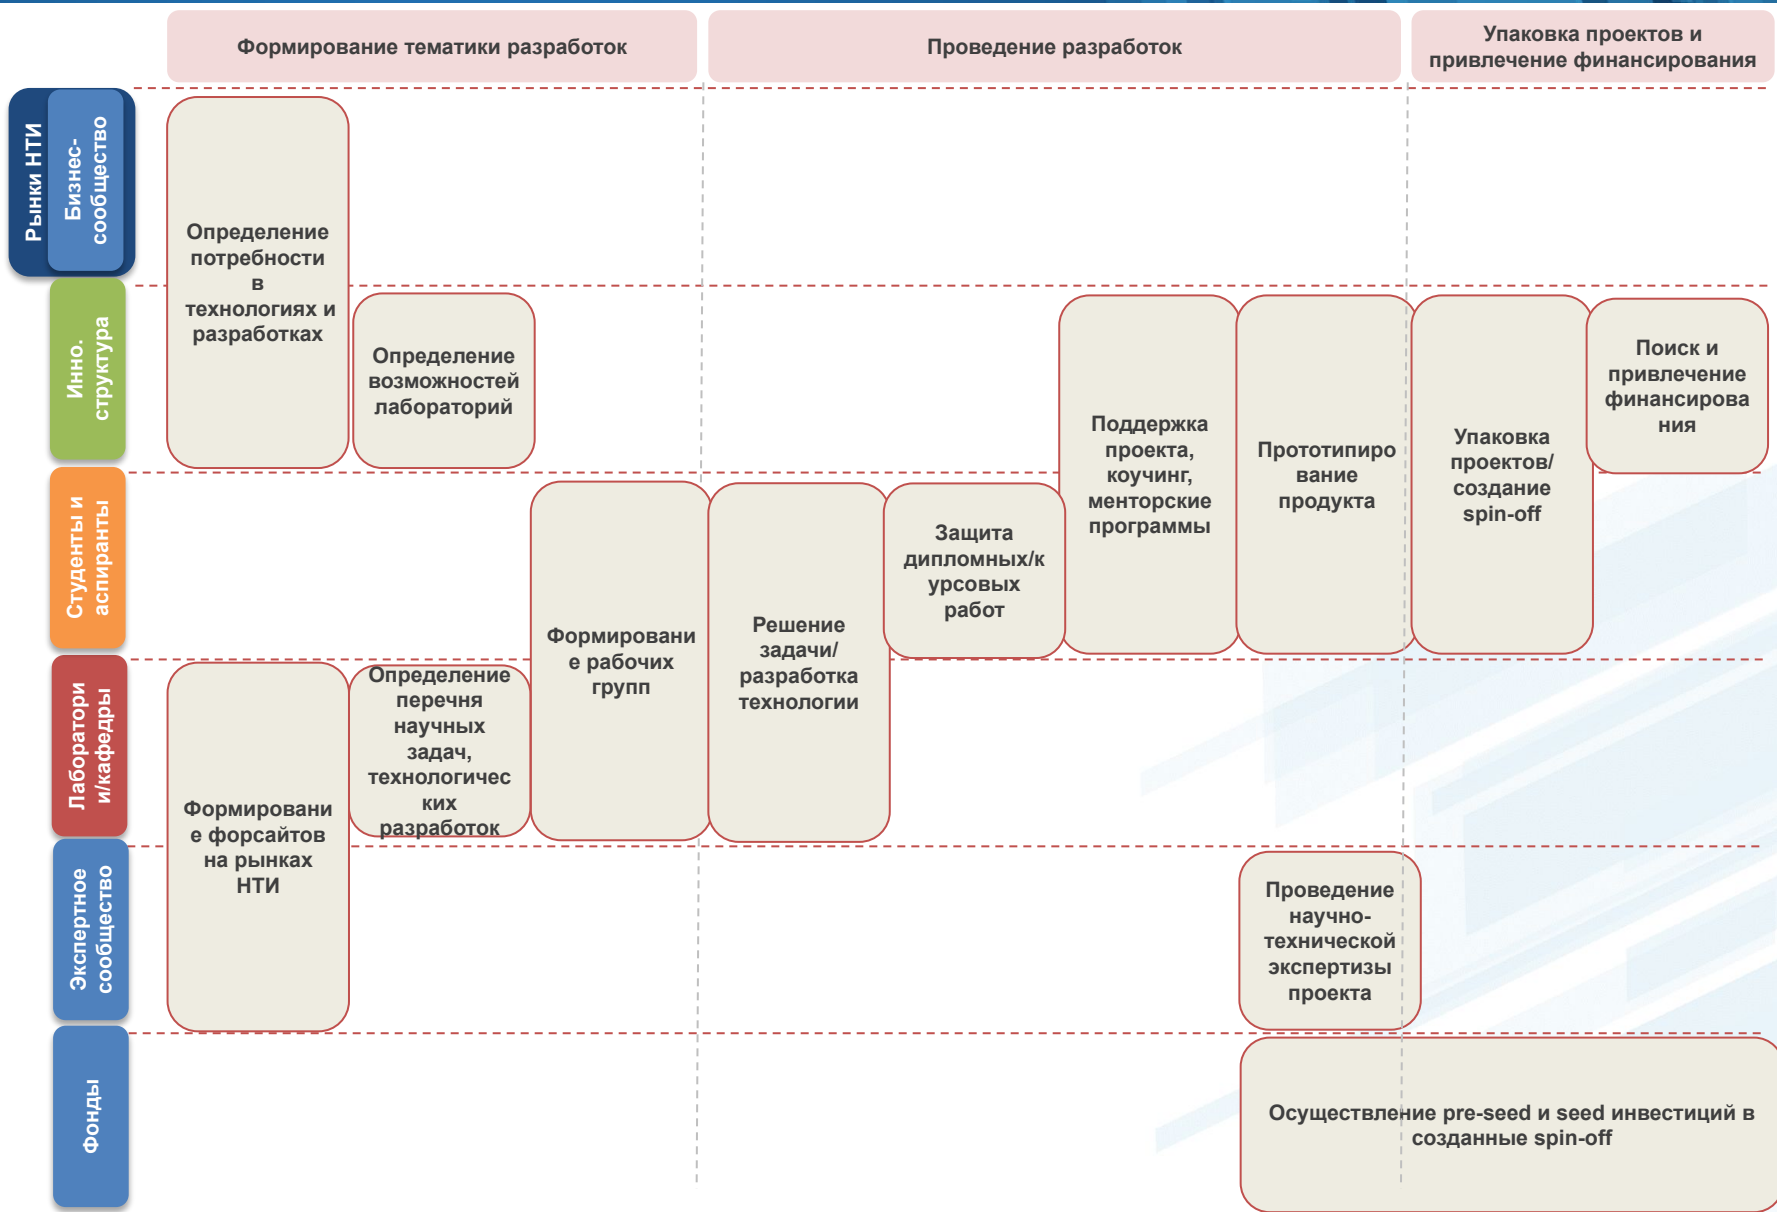 Формирование тематики разработок
Проведение разработок
Упаковка проектов и
привлечение финансирования
Рынки НТИ
Бизнес-
сообщество
Инно.
структура
Студенты и
аспиранты
Лаборатори
и/кафедры
Экспертное
сообщество
Фонды
Определение
потребности
в
технологиях и
разработках
Определение
возможностей
лабораторий
Формировани
е форсайтов
на рынках
НТИ
Определение
перечня
научных
задач,
технологичес
ких
разработок
Формировани
е рабочих
групп
Решение
задачи/
разработка
технологии
Защита
дипломных/к
урсовых
работ
Поддержка
проекта,
коучинг,
менторские
программы
Прототипиро
вание
продукта
Упаковка
проектов/
создание
spin-off
Поиск и
привлечение
финансирова
ния
Проведение
научно-
технической
экспертизы
проекта
Осуществление pre-seed и seed инвестиций в
созданные spin-off